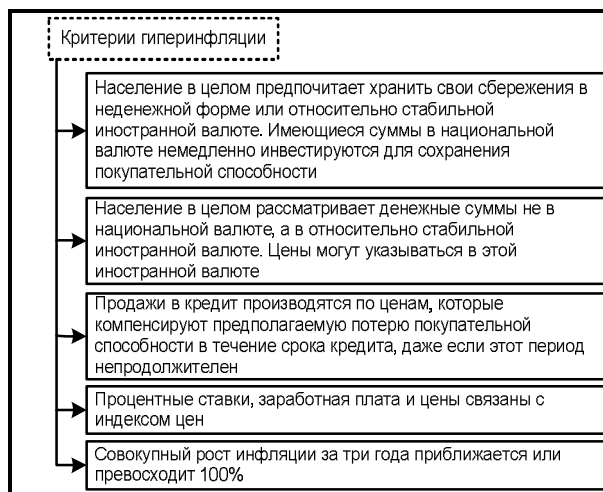 Критерии гиперинфляции
Население в целом предпочитает хранить свои сбережения в
неденежной форме или относительно стабильной
иностранной валюте. Имеющиеся суммы в национальной
валюте немедленно инвестируются для сохранения
покупательной способности
Население в целом рассматривает денежные суммы не в
национальной валюте, а в относительно стабильной
иностранной валюте. Цены могут указываться в этой
иностранной валюте
Продажи в кредит производятся по ценам, которые
компенсируют предполагаемую потерю покупательной
способности в течение срока кредита, даже если этот период
непродолжителен
Процентные ставки, заработная плата и цены связаны с
индексом цен
Совокупный рост инфляции за три года приближается или
превосходит 100%